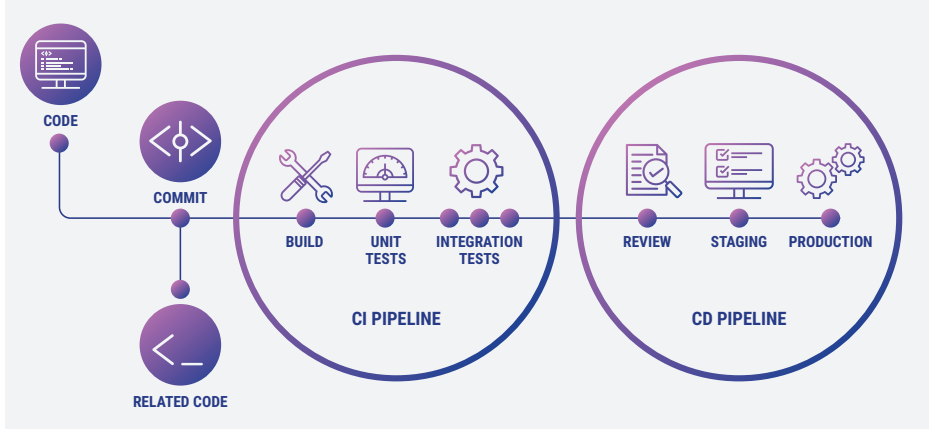 CODE
COMMIT
RELATED CODE
BUILD
UNIT
TESTS
INTEGRATION
TESTS
CI PIPELINE
REVIEW
STAGING
PRODUCTION
CD PIPELINE